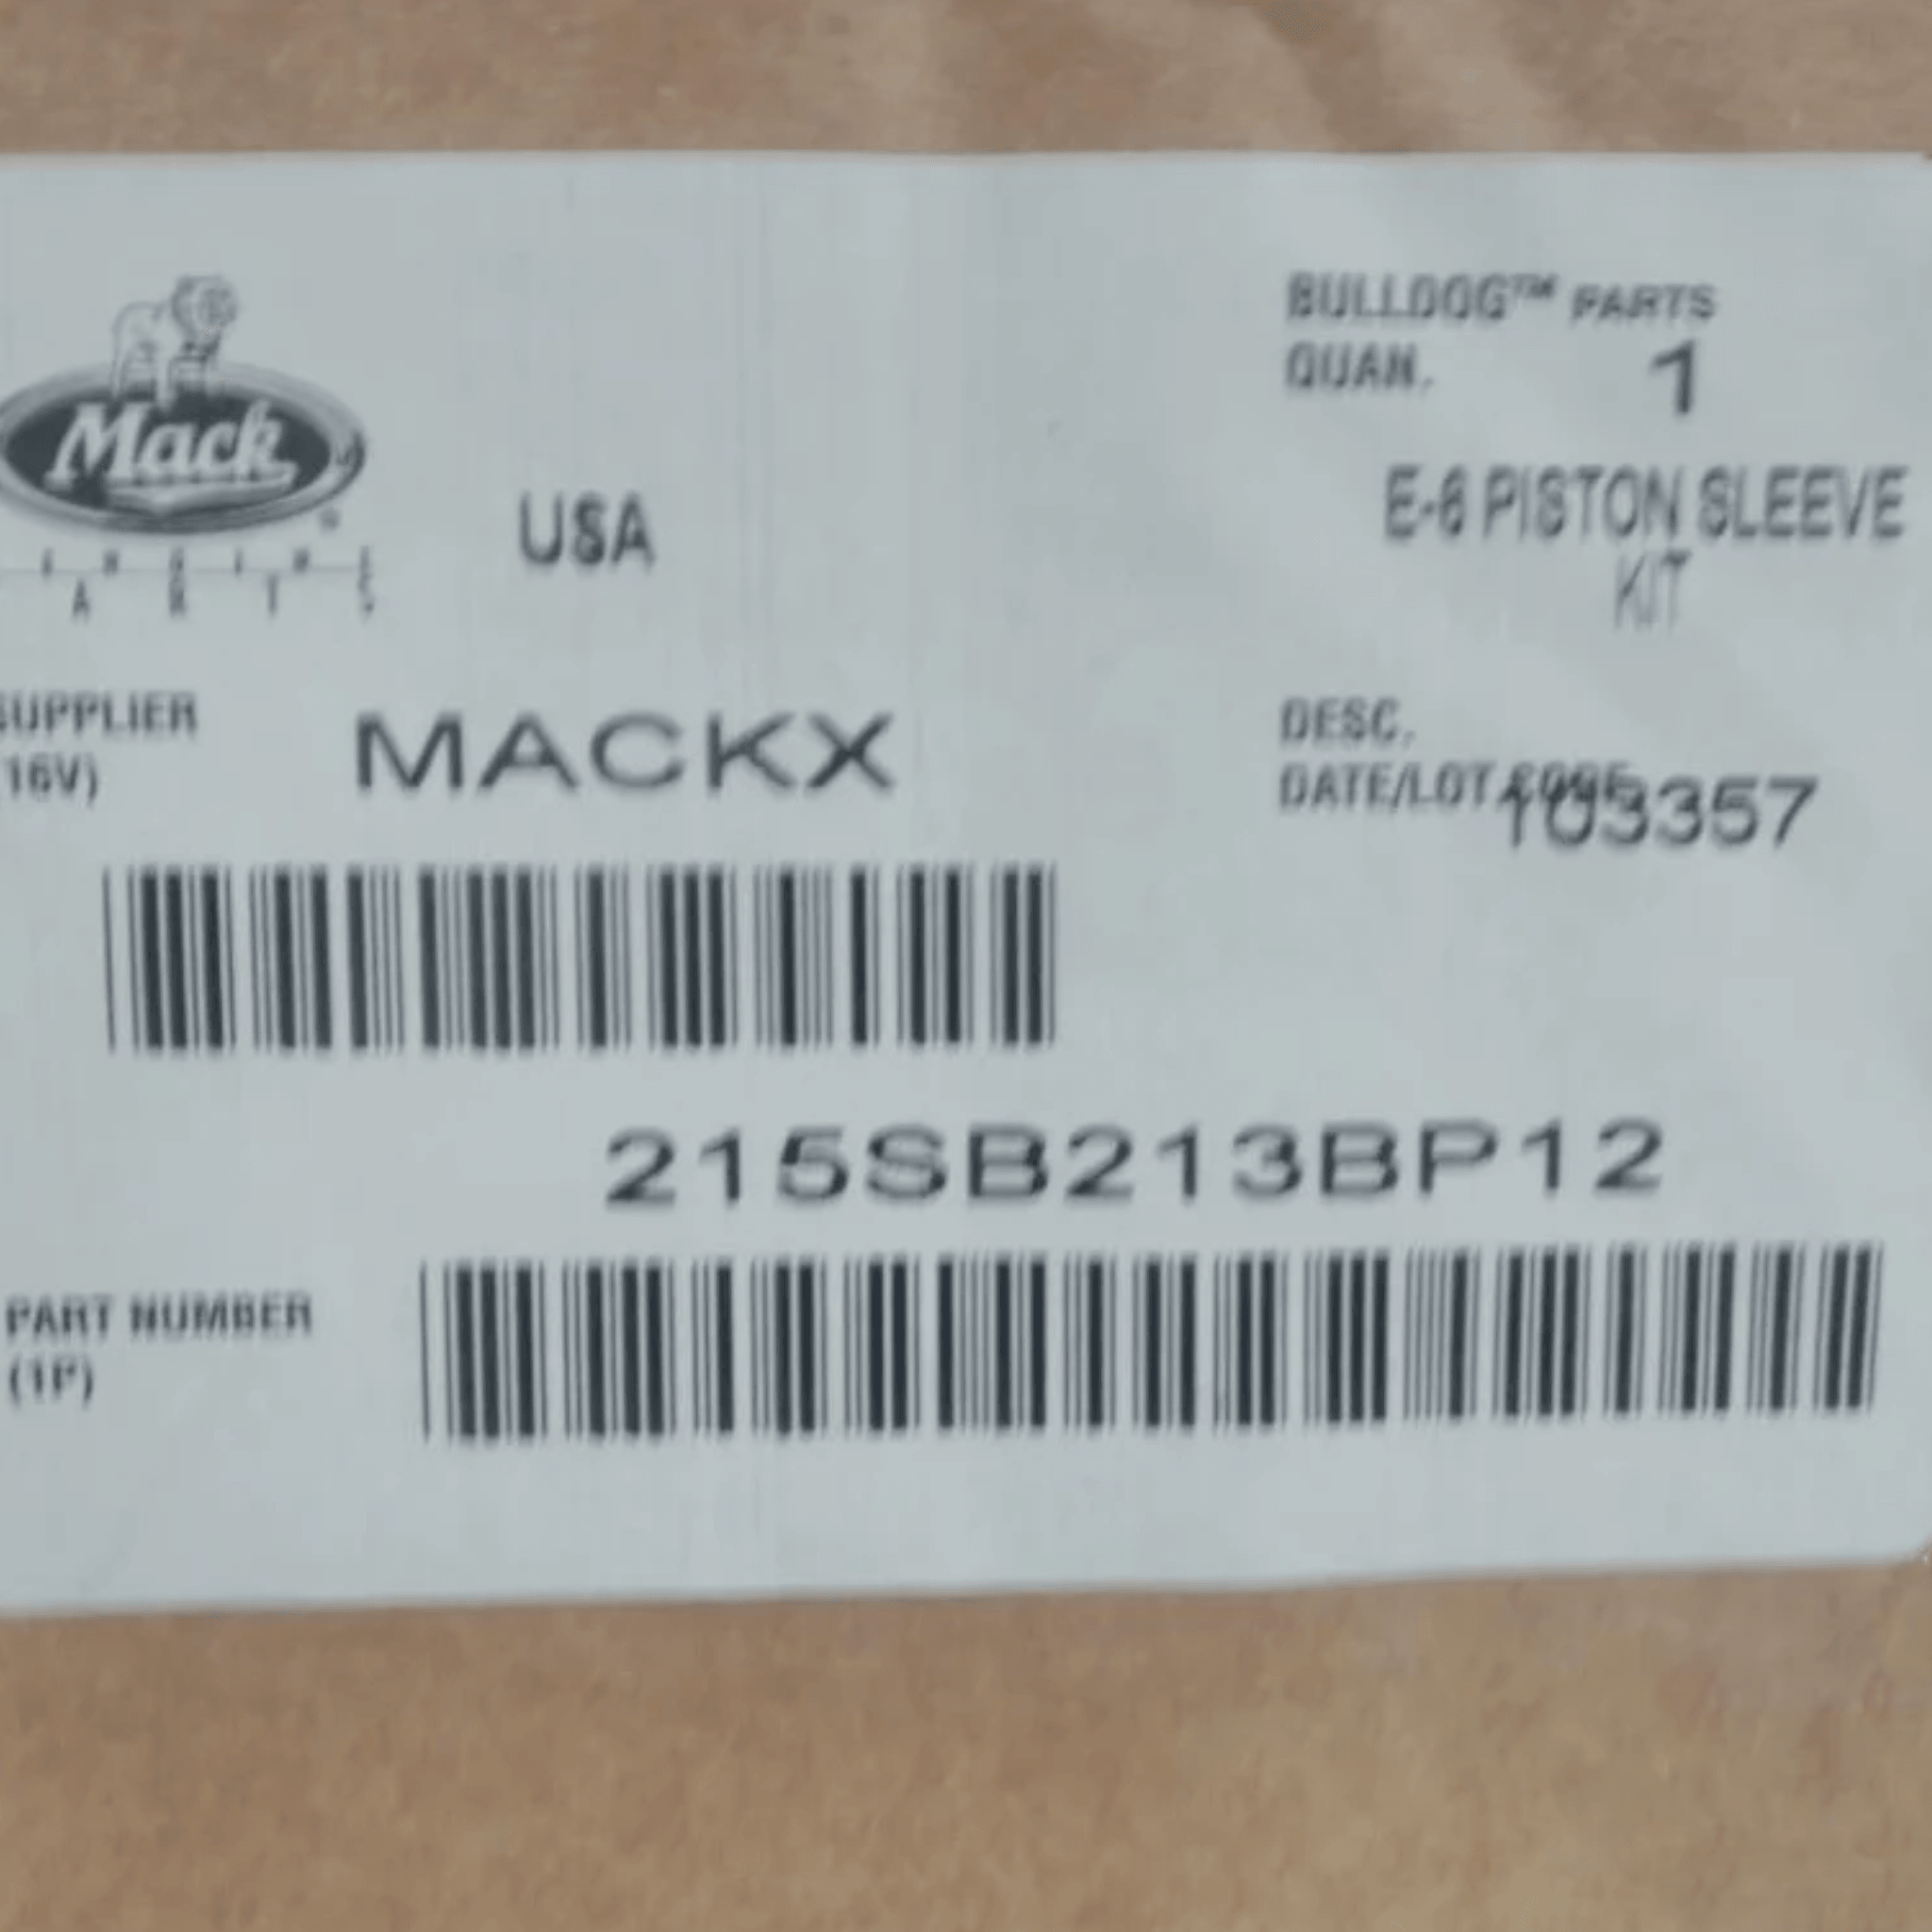 Mack
USA
BULLDOG™ PARTS
QUAN. 1
E-6 PISTON SLEEVE
KIT
SUPPLIER
(16V)
MACKX
DESC.
DATE/LOT CODE 103357
215SB213BP12
PART NUMBER
(1P)